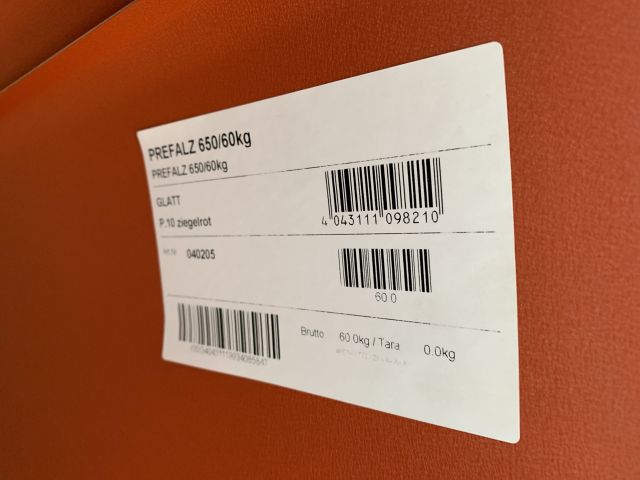 PREFALZ 650/60kg
PREFALZ 650/60kg
GLATT
P.10 ziegelrot
4 043111 098210
040205
60.0
Brutto 60.0kg / Tara 0.0kg